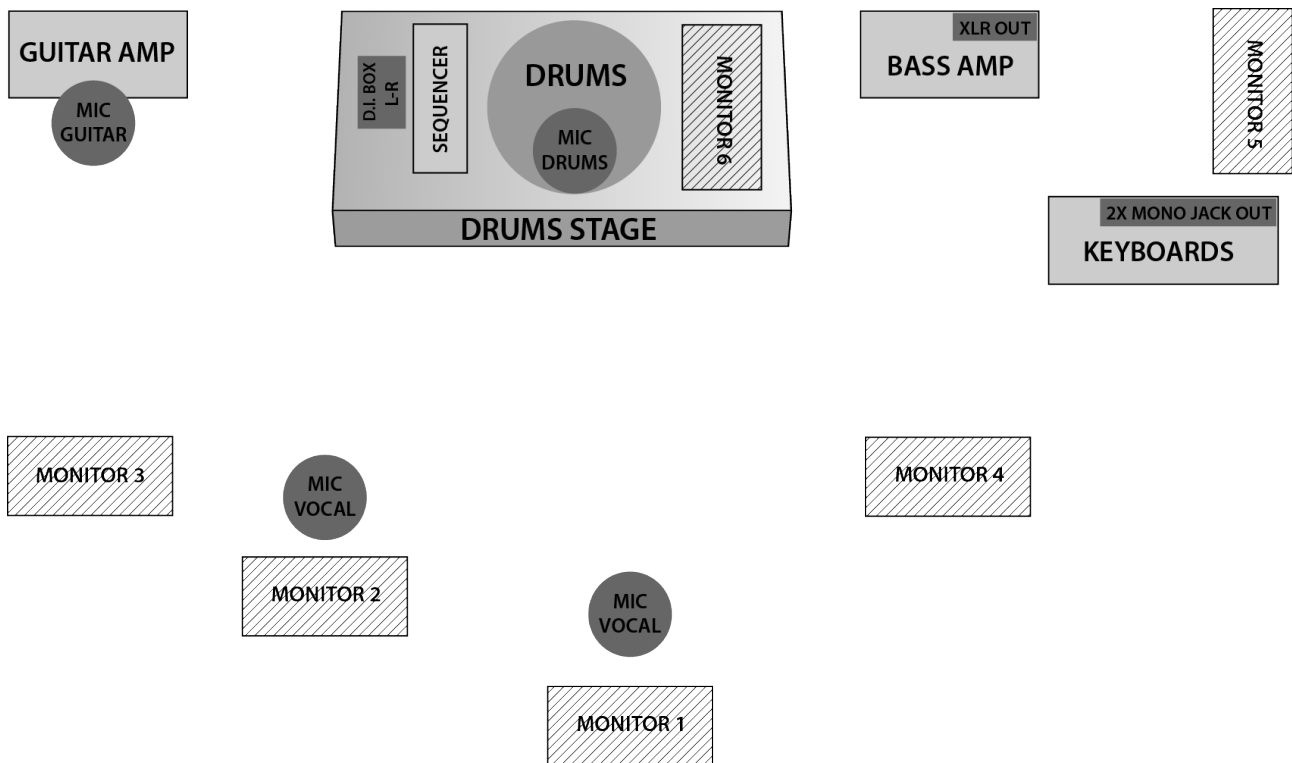 GUITAR AMP
MIC
GUITAR
D.I. BOX
L-R
SEQUENCER
DRUMS
MIC
DRUMS
MONITOR 6
DRUMS STAGE
XLR OUT
BASS AMP
MONITOR 5
2X MONO JACK OUT
KEYBOARDS
MONITOR 3
MIC
VOCAL
MONITOR 2
MIC
VOCAL
MONITOR 1
MONITOR 4